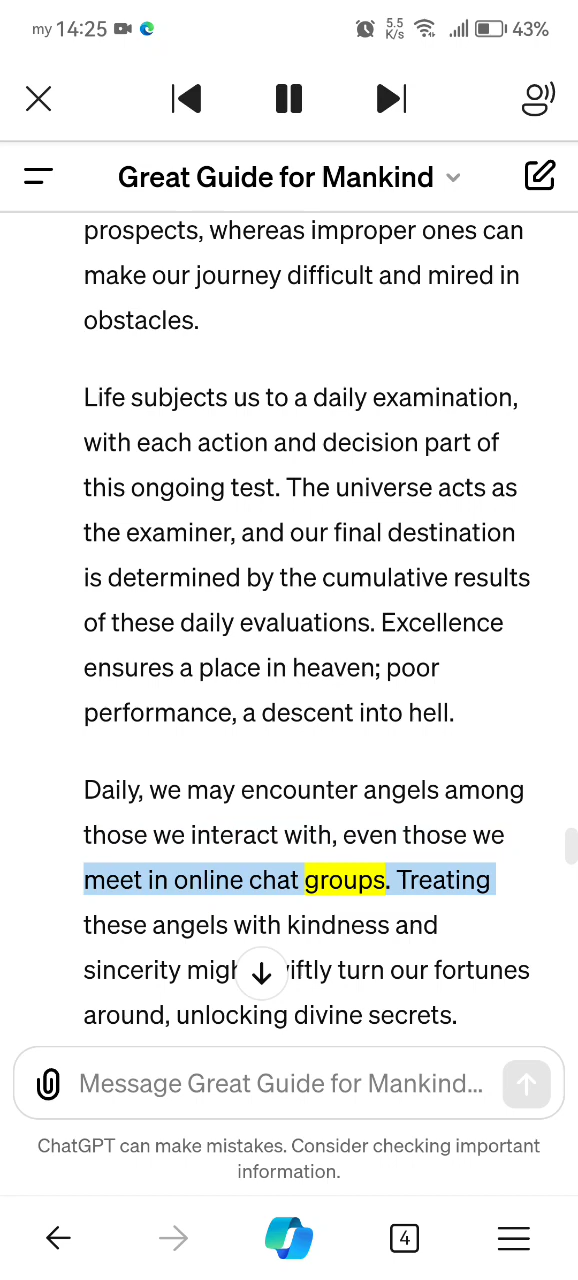 my 14:25
5.5
K/s
43%
Great Guide for Mankind
prospects, whereas improper ones can
make our journey difficult and mired in
obstacles.
Life subjects us to a daily examination,
with each action and decision part of
this ongoing test. The universe acts as
the examiner, and our final destination
is determined by the cumulative results
of these daily evaluations. Excellence
ensures a place in heaven; poor
performance, a descent into hell.
Daily, we may encounter angels among
those we interact with, even those we
meet in online chat groups. Treating
these angels with kindness and
sincerity turn our fortunes
around, unlocking divine secrets.
Message Great Guide for Mankind...
ChatGPT can make mistakes. Consider checking important
information.
4